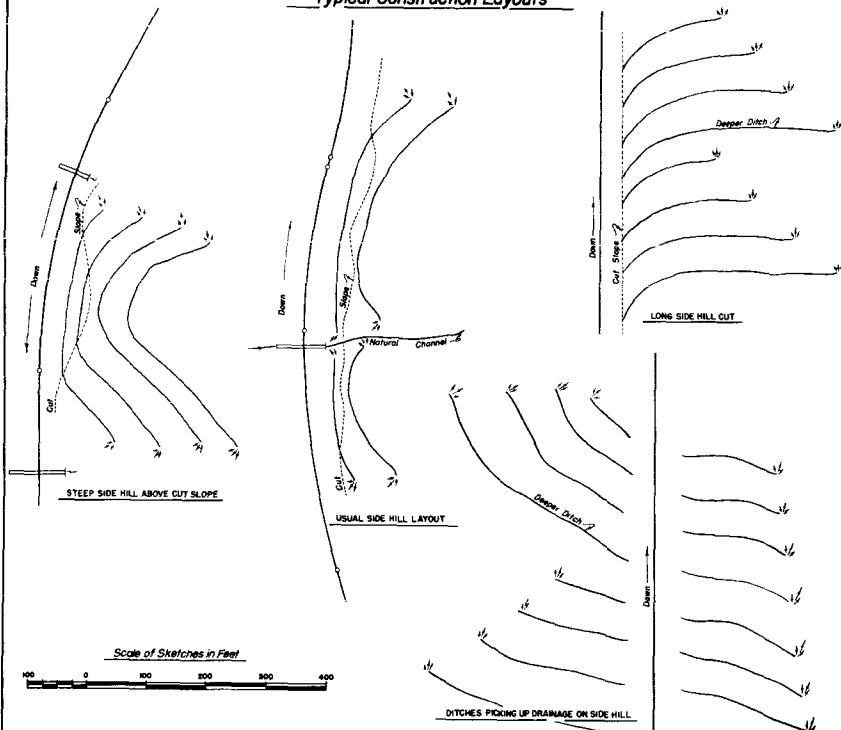 Typical Construction Layouts
Down
Slope
Cut
STEEP SIDE HILL ABOVE CUT SLOPE
Down
Slope
Natural Channel
Cut
USUAL SIDE HILL LAYOUT
Deeper Ditch
Down
Cut Slope
LONG SIDE HILL CUT
Deeper Ditch
Down
DITCHES PICKING UP DRAINAGE ON SIDE HILL
Scale of Sketches in Feet
100 0 100 200 300 400